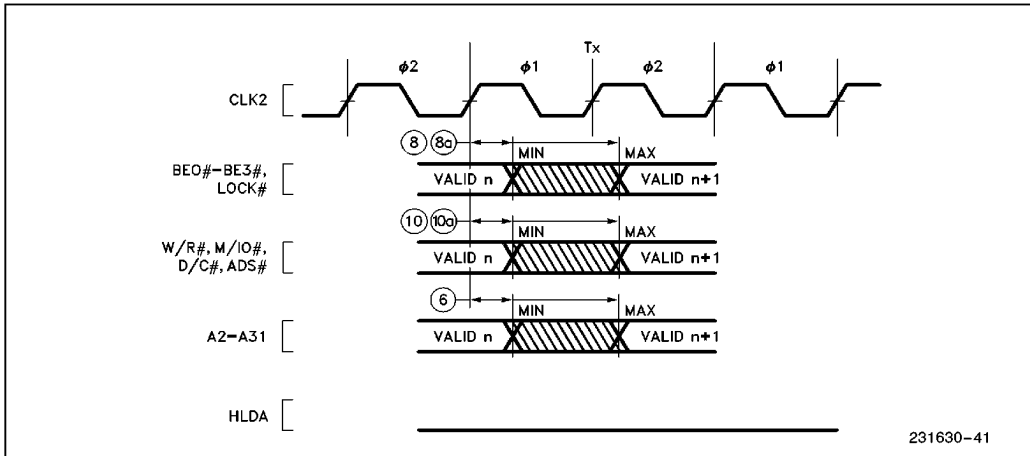 Tx
ϕ2 ϕ1 ϕ2 ϕ1
CLK2
8 8a MIN MAX
BE0#–BE3#,
LOCK#
VALID n VALID n+1
10 10a MIN MAX
W/R#, M/IO#,
D/C#, ADS#
VALID n VALID n+1
6 MIN MAX
A2–A31 VALID n VALID n+1
HLDA
231630–41